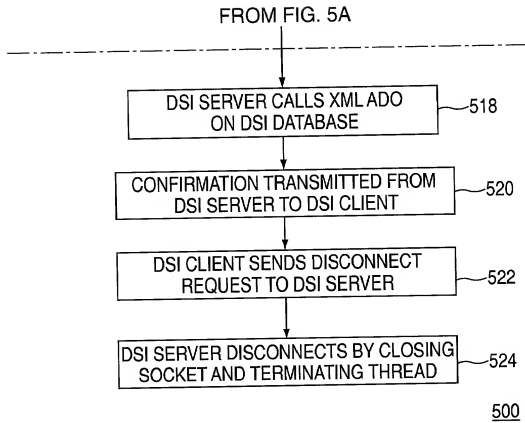 FROM FIG. 5A
DSI SERVER CALLS XML ADO
ON DSI DATABASE
518
CONFIRMATION TRANSMITTED FROM
DSI SERVER TO DSI CLIENT
520
DSI CLIENT SENDS DISCONNECT
REQUEST TO DSI SERVER
522
DSI SERVER DISCONNECTS BY CLOSING
SOCKET AND TERMINATING THREAD
524
500